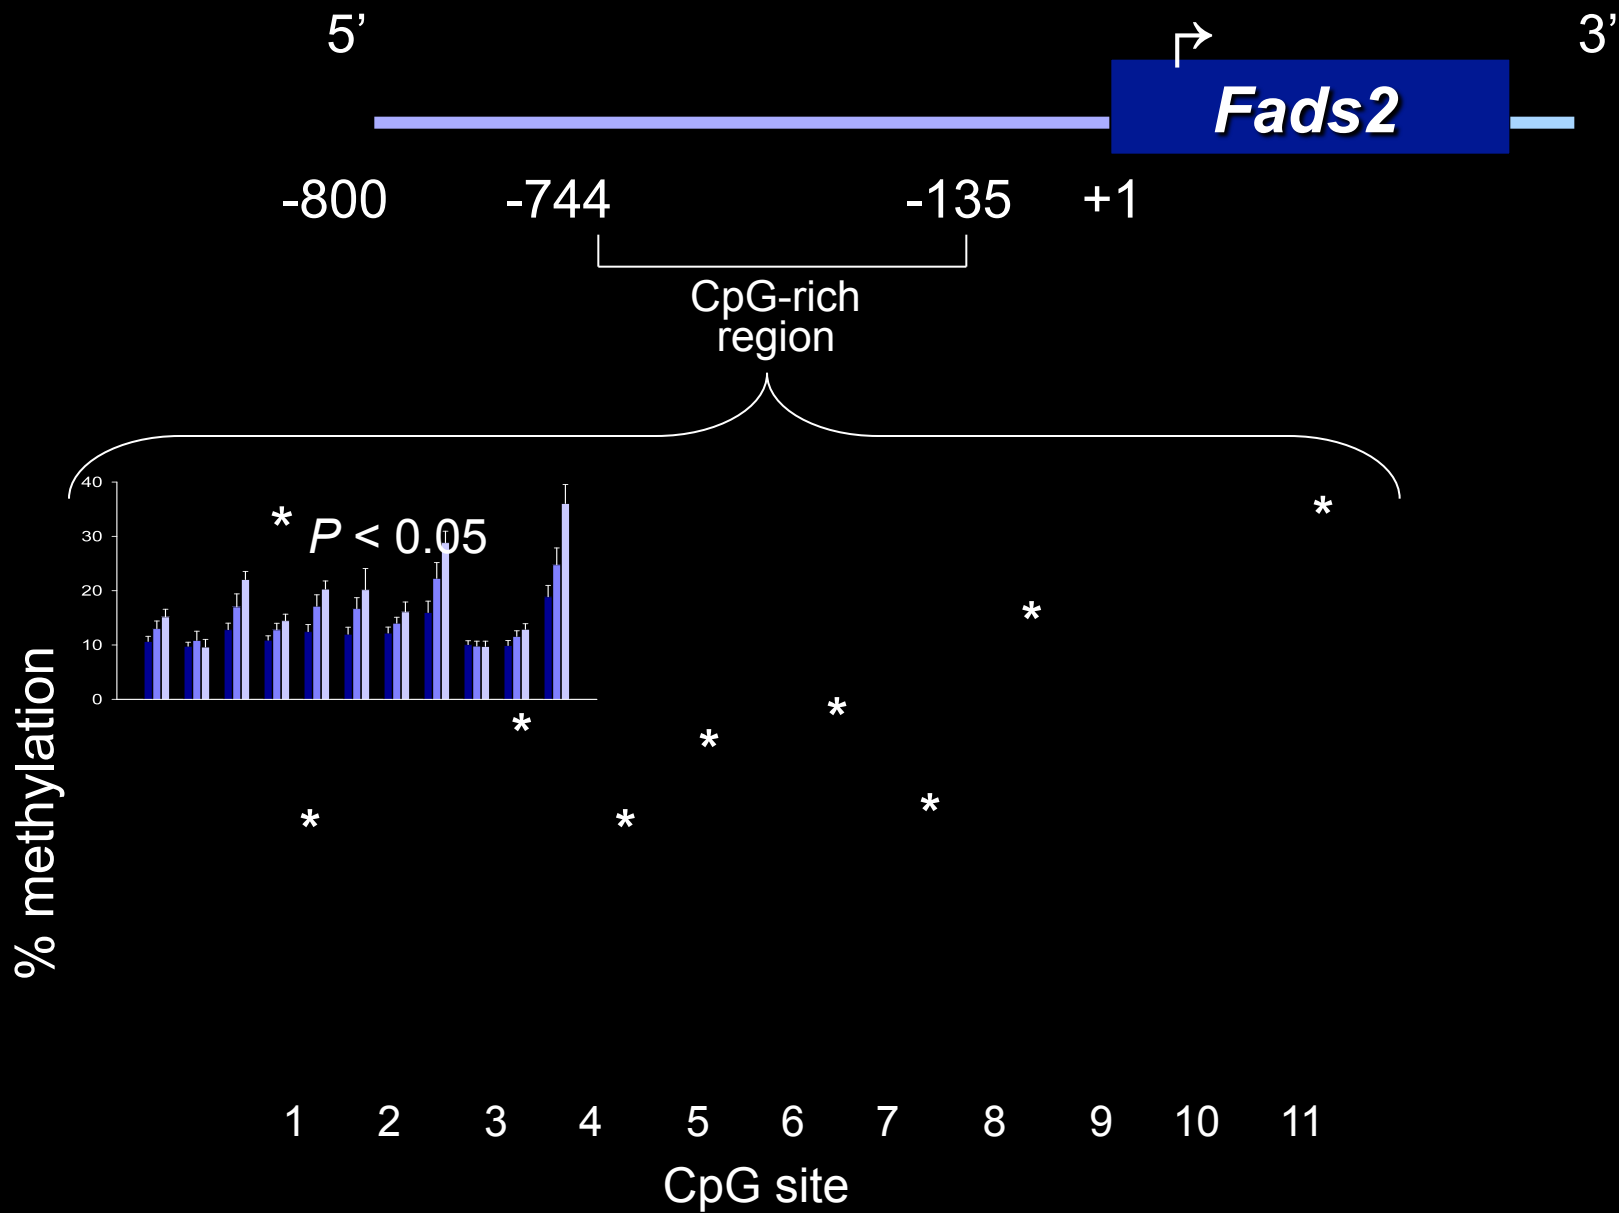 5’ 3’
Fads2
-800 -744 -135 +1
CpG-rich
region
40
* P < 0.05
*
30
20
*
10
0
*
*
*
*
* *
*
% methylation
1 2 3 4 5 6 7 8 9 10 11
CpG site